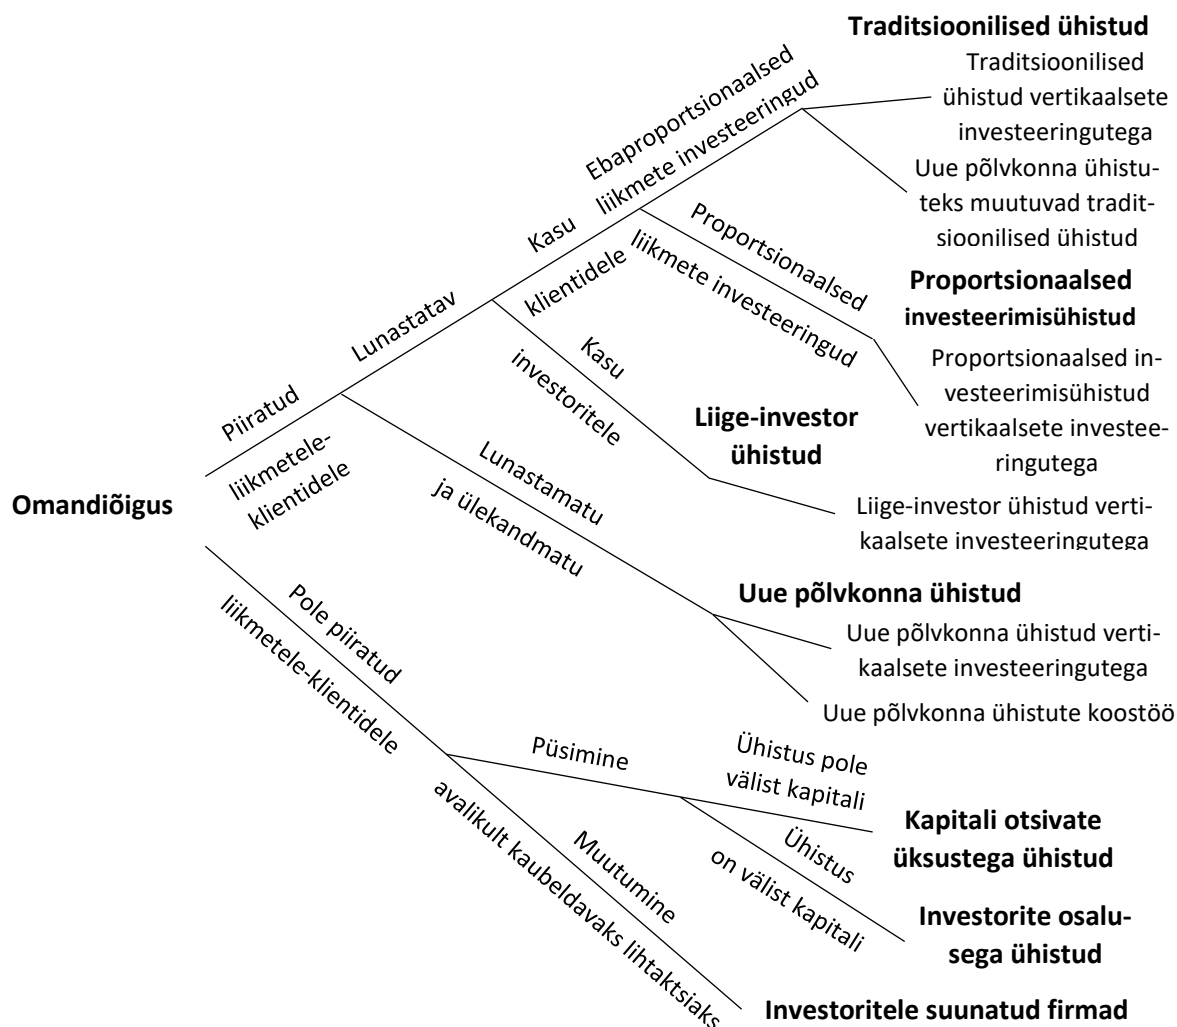 Traditsioonilised ühistud
Traditsioonilised
ühistud vertikaalsete
investeeringutega
Uue põlvkonna ühistu-
teks muutuvad tradit-
sioonilised ühistud
Ebaproportsionaalsed
liikmete investeeringud
Kasu
klientidele
Proportsionaalsed
liikmete investeeringud
Proportsionaalsed
investeerimisühistud
Proportsionaalsed in-
vesteerimisühistud
vertikaalsete investee-
ringutega
Lunastatav
Kasu
investoritele
Liige-investor
ühistud
Liige-investor ühistud verti-
kaalsete investeeringutega
Piiratud
liikmetele-
klientidele
Lunastamatu
ja ülekandmatu
Omandiõigus
Uue põlvkonna ühistud
Uue põlvkonna ühistud verti-
kaalsete investeeringutega
Uue põlvkonna ühistute koostöö
Pole piiratud
liikmetele-klientidele
Püsimine
Ühistus pole
välist kapitali
Kapitali otsivate
üksustega ühistud
Ühistus
on välist kapitali
Investorite osalu-
sega ühistud
Muutumine
avalikult kaubeldavaks lihtaktsiaks
Investoritele suunatud firmad